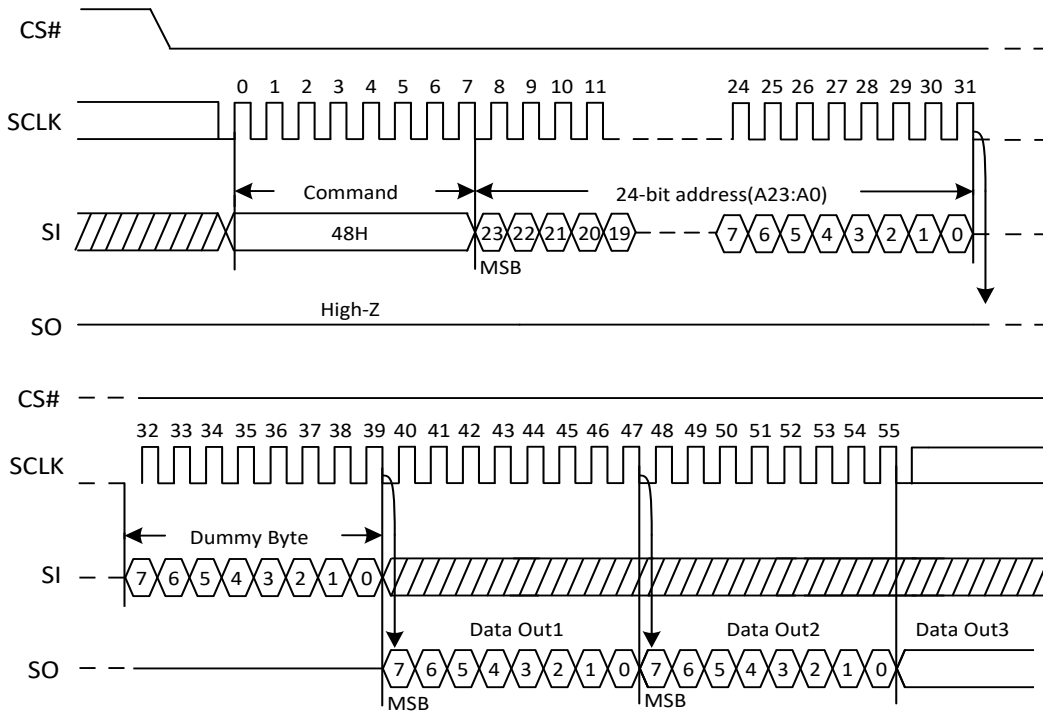 CS#
0 1 2 3 4 5 6 7 8 9 10 11 24 25 26 27 28 29 30 31
SCLK
Command 24-bit address(A23:A0)
SI 48H 23 22 21 20 19 7 6 5 4 3 2 1 0
MSB
High-Z
SO
CS#
32 33 34 35 36 37 38 39 40 41 42 43 44 45 46 47 48 49 50 51 52 53 54 55
SCLK
Dummy Byte
SI 7 6 5 4 3 2 1 0
Data Out1 Data Out2 Data Out3
SO 7 6 5 4 3 2 1 0 7 6 5 4 3 2 1 0
MSB MSB